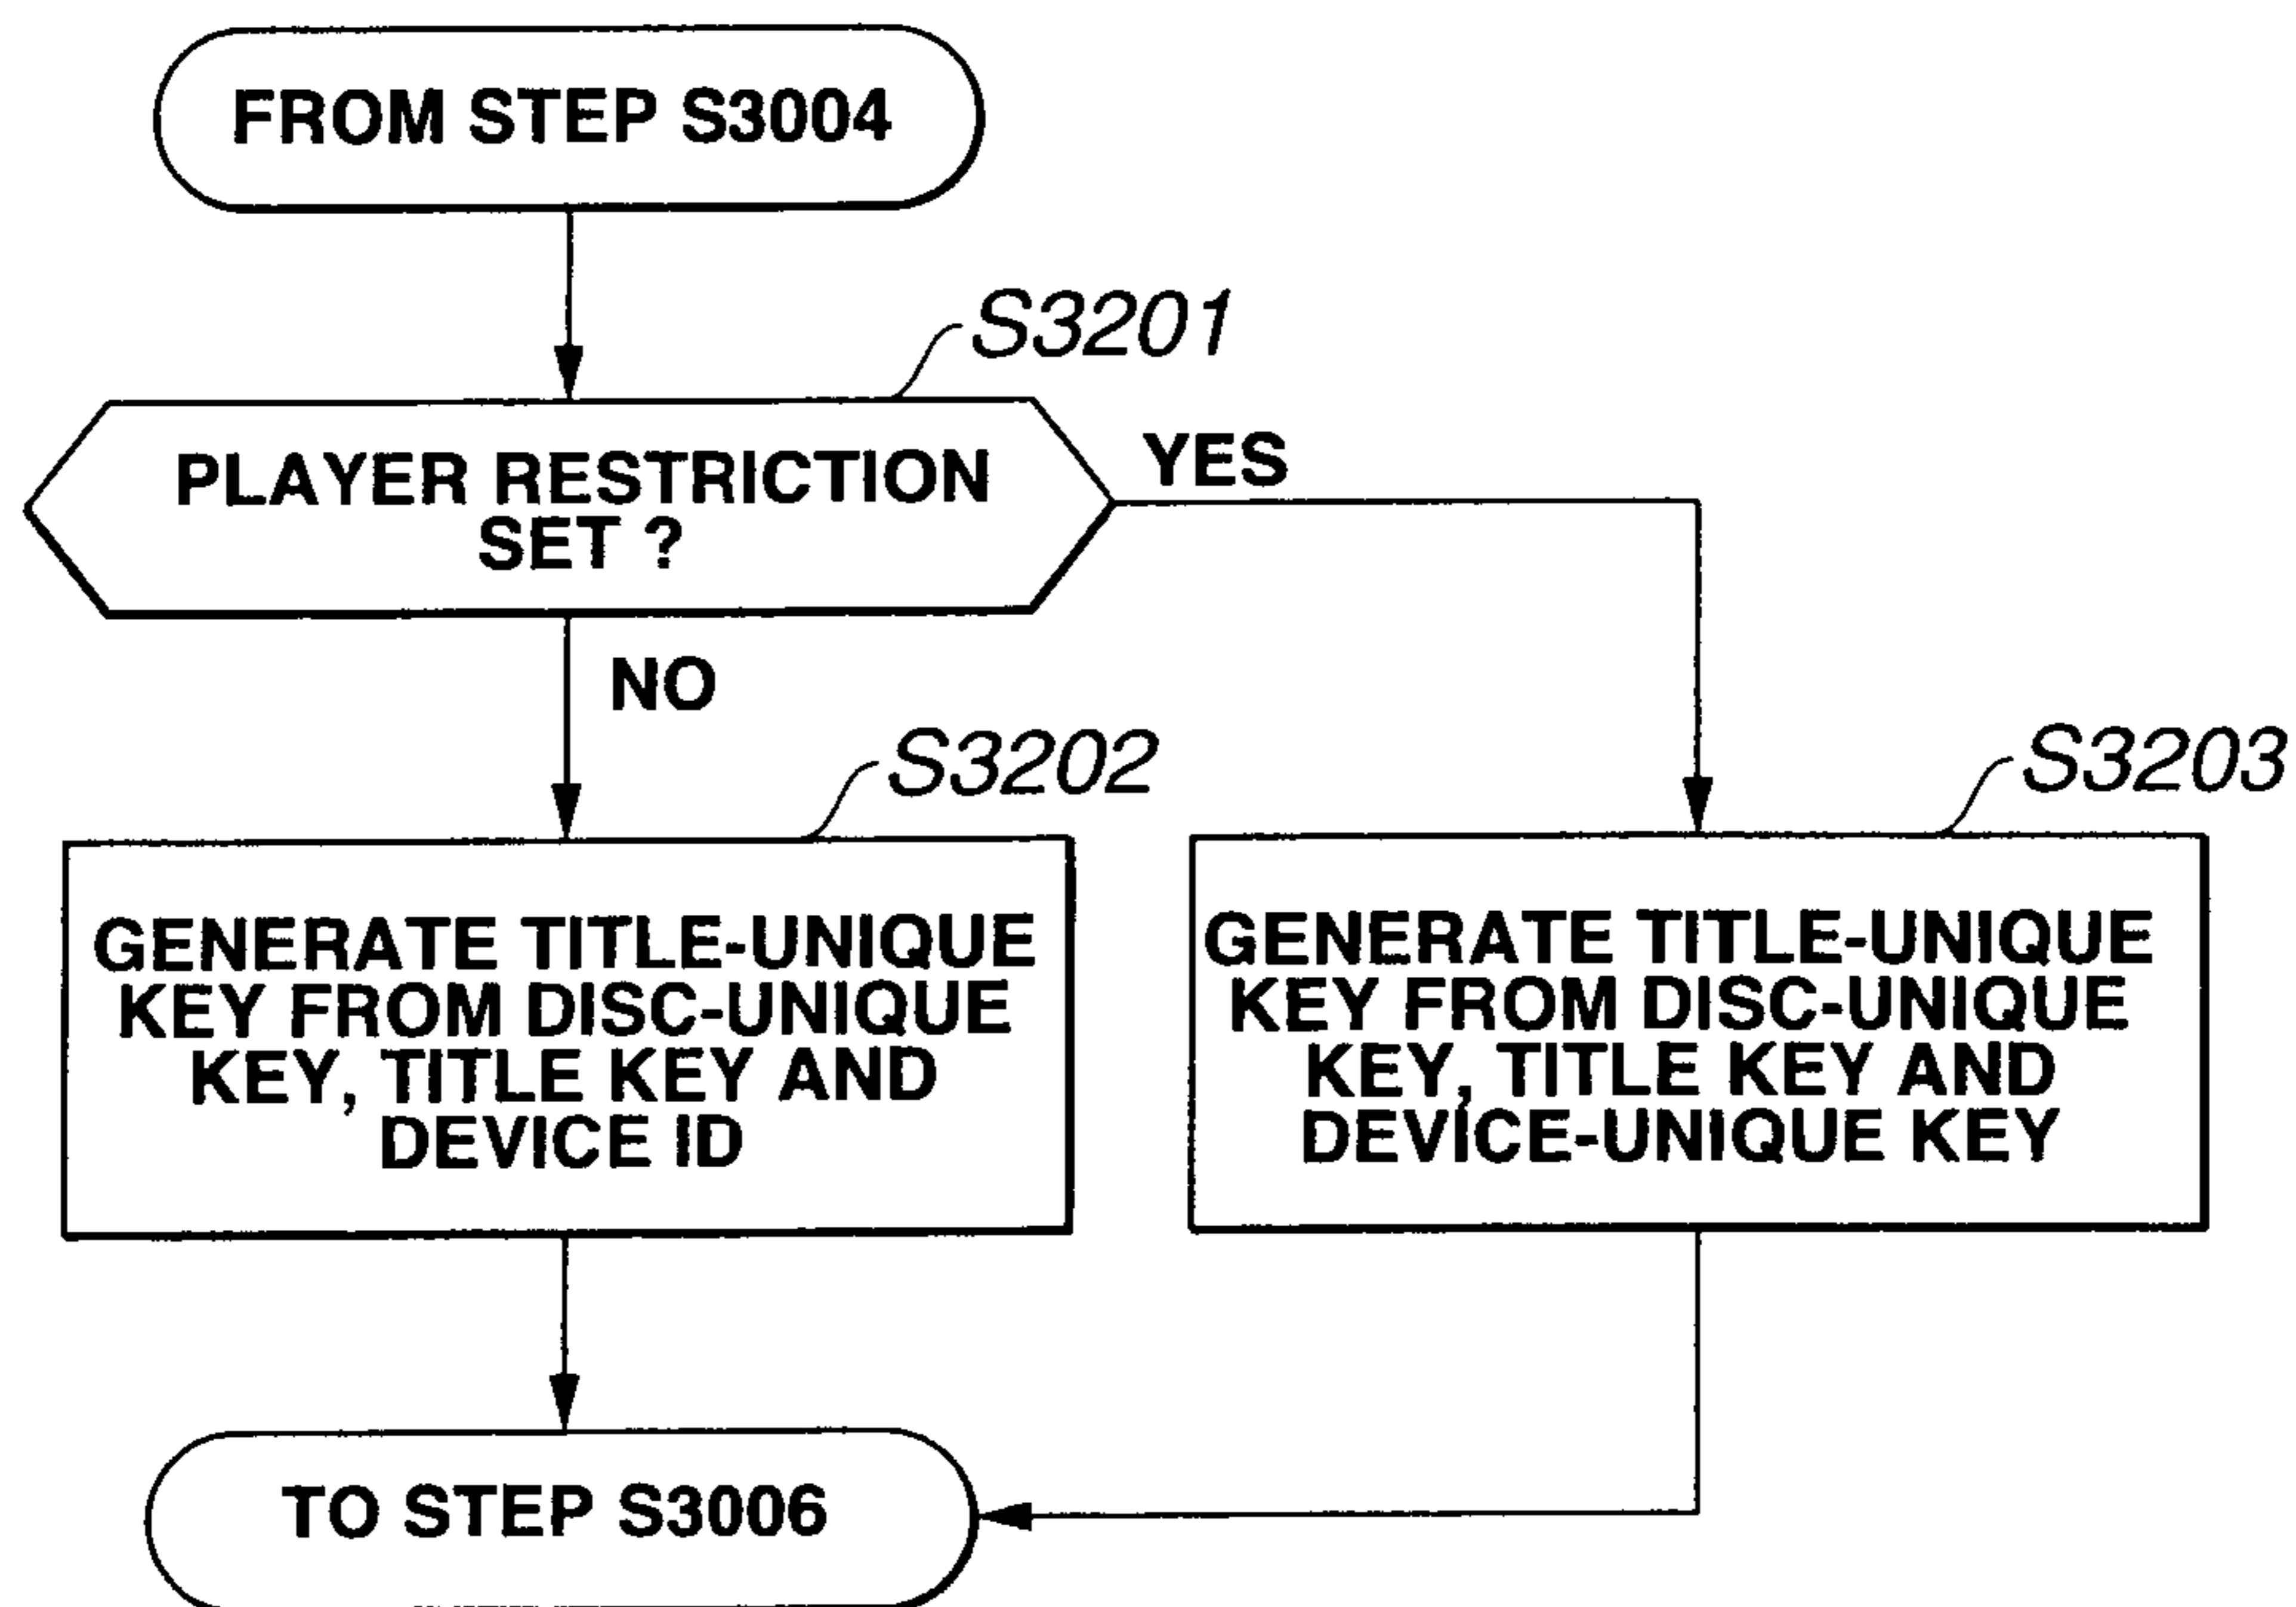 FROM STEP S3004
S3201
PLAYER RESTRICTION
SET ?
YES
NO
S3202
S3203
GENERATE TITLE-UNIQUE
KEY FROM DISC-UNIQUE
KEY, TITLE KEY AND
DEVICE ID
GENERATE TITLE-UNIQUE
KEY FROM DISC-UNIQUE
KEY, TITLE KEY AND
DEVICE-UNIQUE KEY
TO STEP S3006